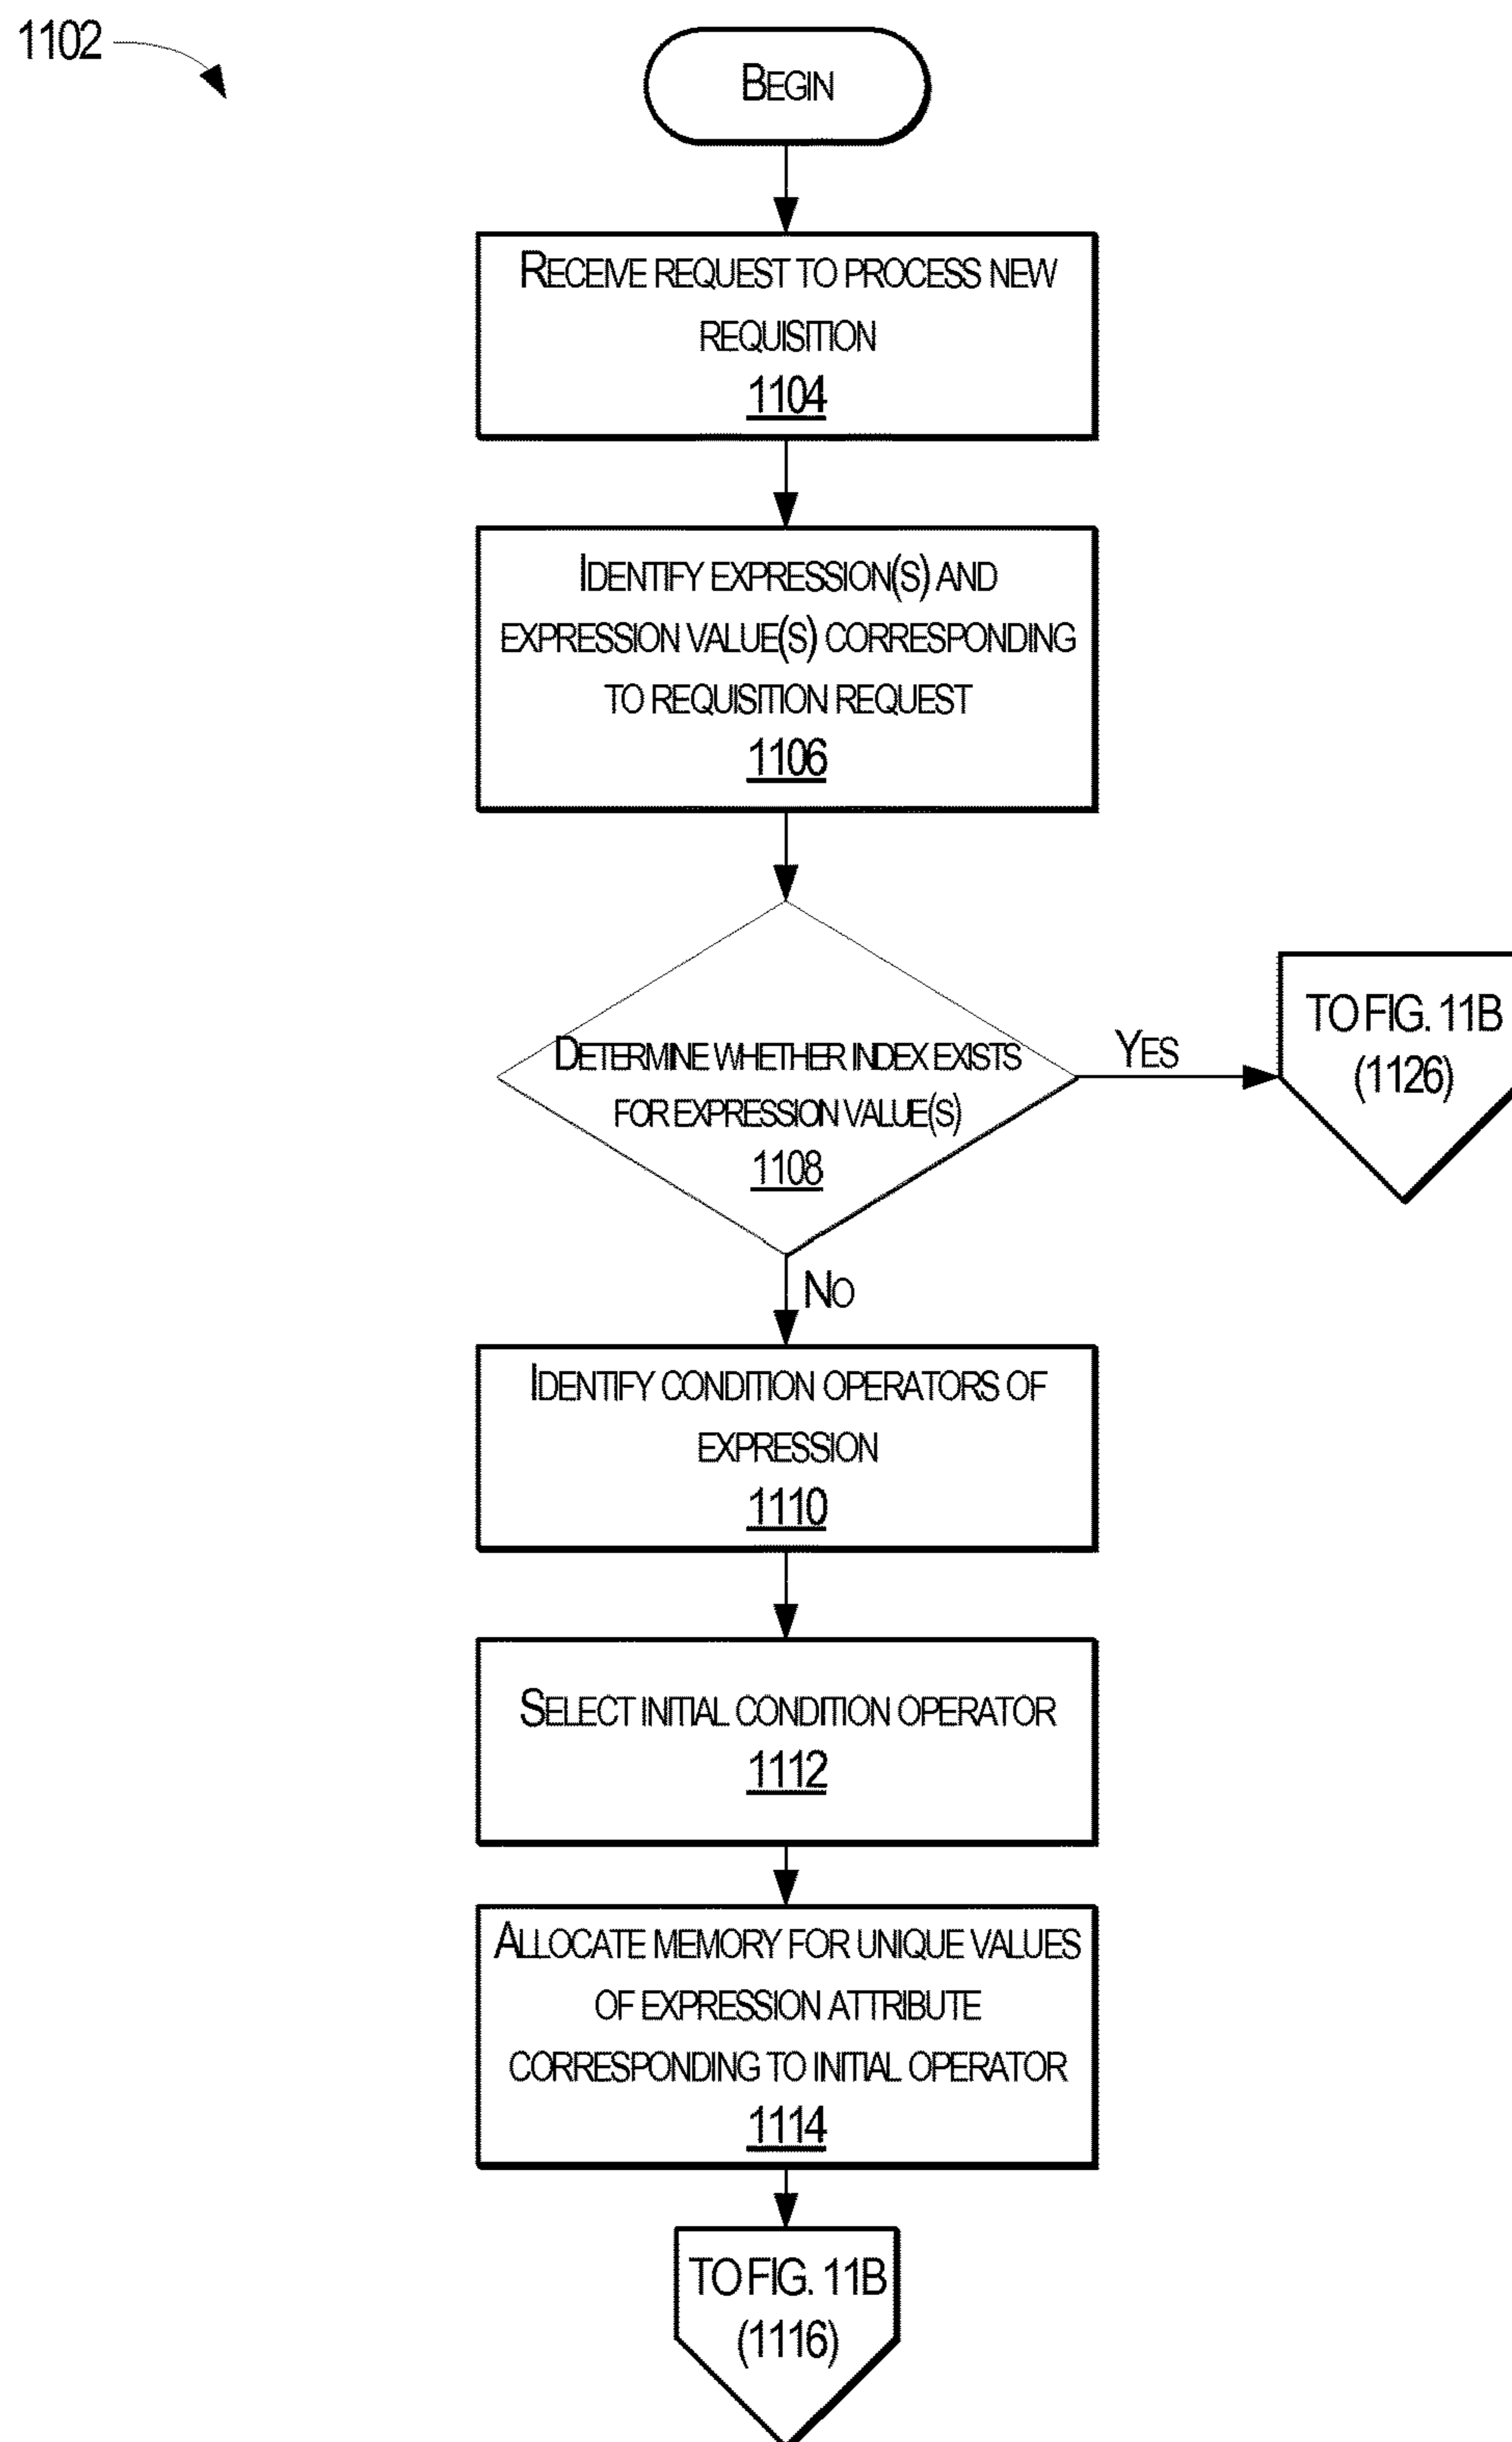 1102
BEGIN
RECEIVE REQUEST TO PROCESS NEW
REQUISITION
1104
IDENTIFY EXPRESSION(S) AND
EXPRESSION VALUE(S) CORRESPONDING
TO REQUISITION REQUEST
1106
DETERMINE WHETHER INDEX EXISTS
FOR EXPRESSION VALUE(S)
1108
YES
TO FIG. 11B
(1126)
NO
IDENTIFY CONDITION OPERATORS OF
EXPRESSION
1110
SELECT INITIAL CONDITION OPERATOR
1112
ALLOCATE MEMORY FOR UNIQUE VALUES
OF EXPRESSION ATTRIBUTE
CORRESPONDING TO INITIAL OPERATOR
1114
TO FIG. 11B
(1116)